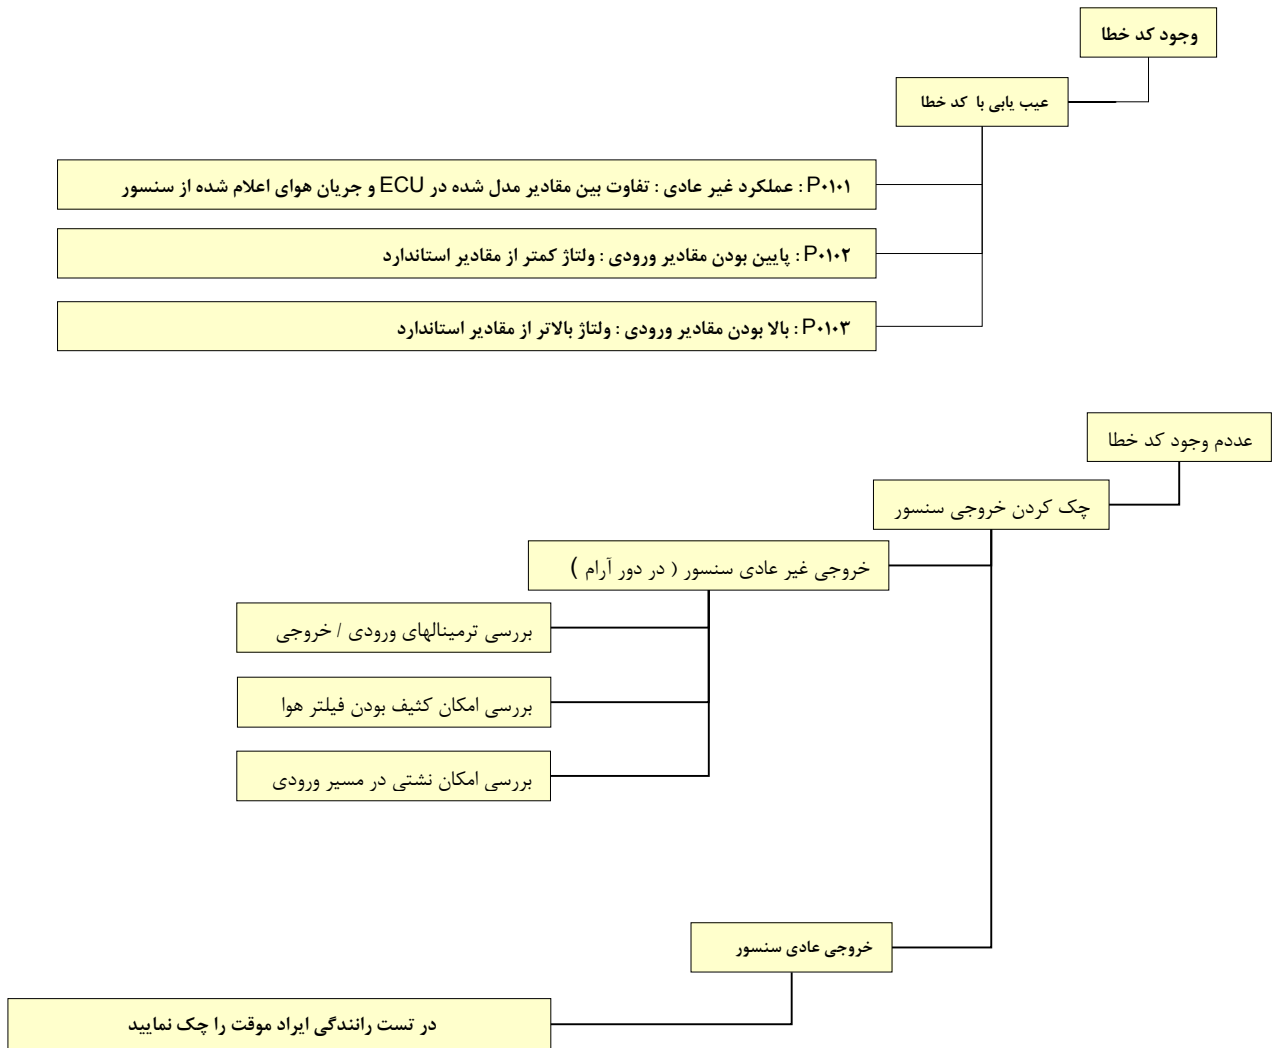 وجود کد خطا
عیب یابی با کد خطا
P۰۱۰۱ : عملکرد غیر عادی : تفاوت بین مقادیر مدل شده در ECU و جریان هوای اعلام شده از سنسور
P۰۱۰۲ : پایین بودن مقادیر ورودی : ولتاژ کمتر از مقادیر استاندارد
P۰۱۰۳ : بالا بودن مقادیر ورودی : ولتاژ بالاتر از مقادیر استاندارد
عددم وجود کد خطا
چک کردن خروجی سنسور
خروجی غیر عادی سنسور ( در دور آرام )
بررسی ترمینالهای ورودی / خروجی
بررسی امکان کثیف بودن فیلتر هوا
بررسی امکان نشتی در مسیر ورودی
خروجی عادی سنسور
در تست رانندگی ایراد موقت را چک نمایید